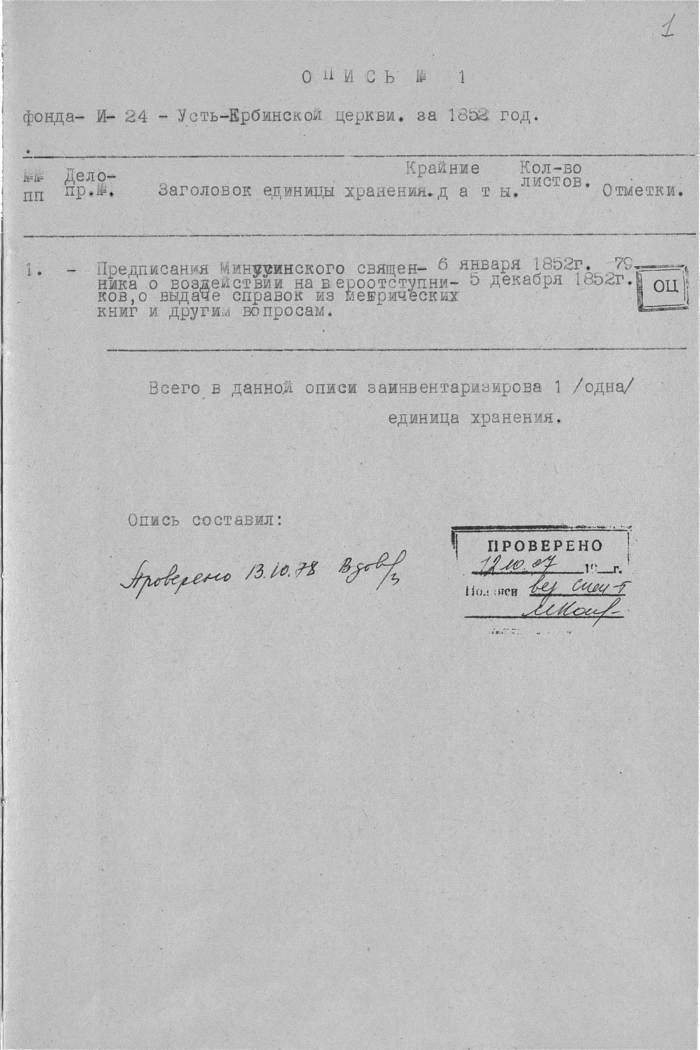 1
ОПИСЬ № 1
фонда- И- 24 - Усть-Ербинской церкви. за 1852 год.
№№ пп
Дело- пр.№.
Заголовок единицы хранения.
Крайние д а т ы.
Кол-во листов.
Отметки.
1. - Предписания Минусинского священ- 6 января 1852г. 79
ника о воздействии на вероотступни- 5 декабря 1852г.
ков,о выдаче справок из метрических
книг и другим вопросам.
ОЦ
Всего в данной описи заинвентаризирова 1 /одна/
единица хранения.
Опись составил:
Проверено 13.10.78
ПРОВЕРЕНО
12.10.07 г.
вед спец-т